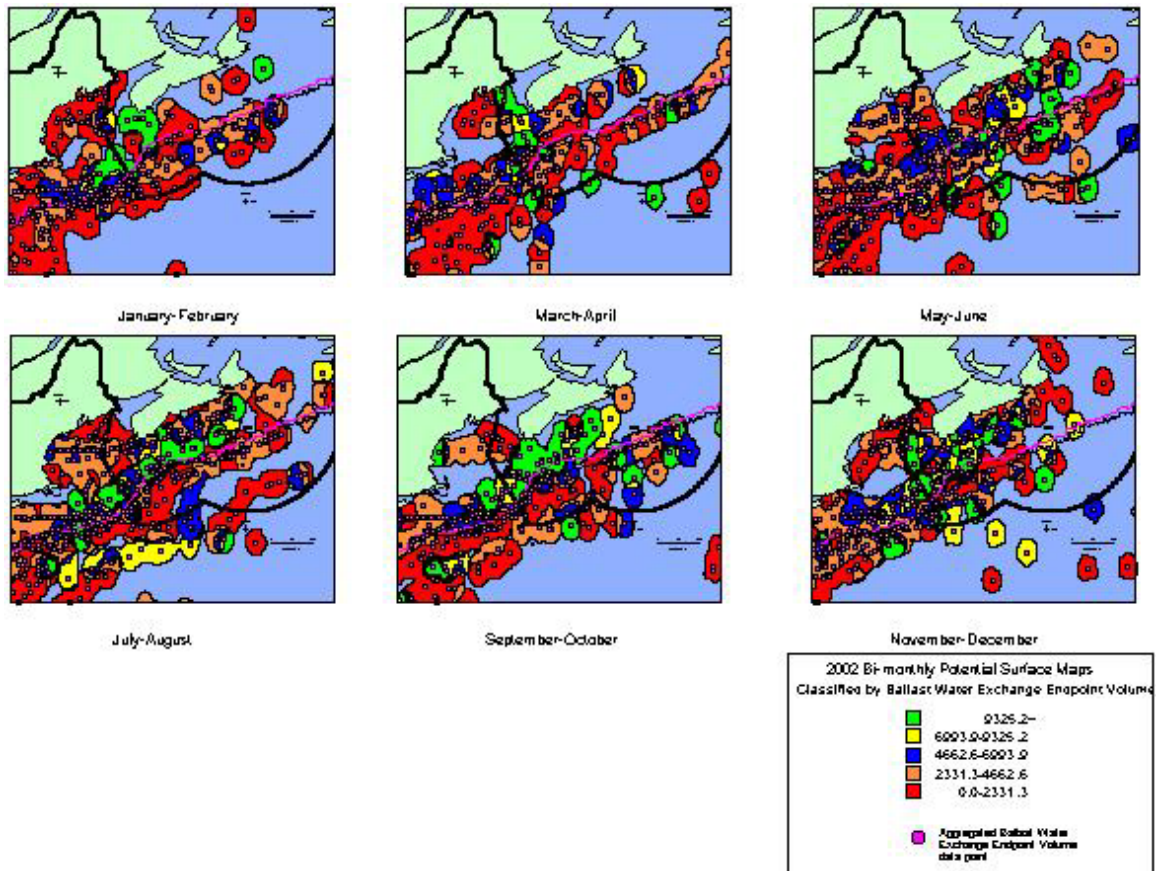 January-February
March-April
May-June
July-August
September-October
November-December
2002 Bi-monthly Potential Surface Maps
Classified by Ballast Water Exchange Endpoint Volume
9325.2-
6993.9-9325.2
4662.6-6993.9
2331.3-4662.6
0.0-2331.3
Aggregated Ballast Water
Exchange Endpoint Volume
data point